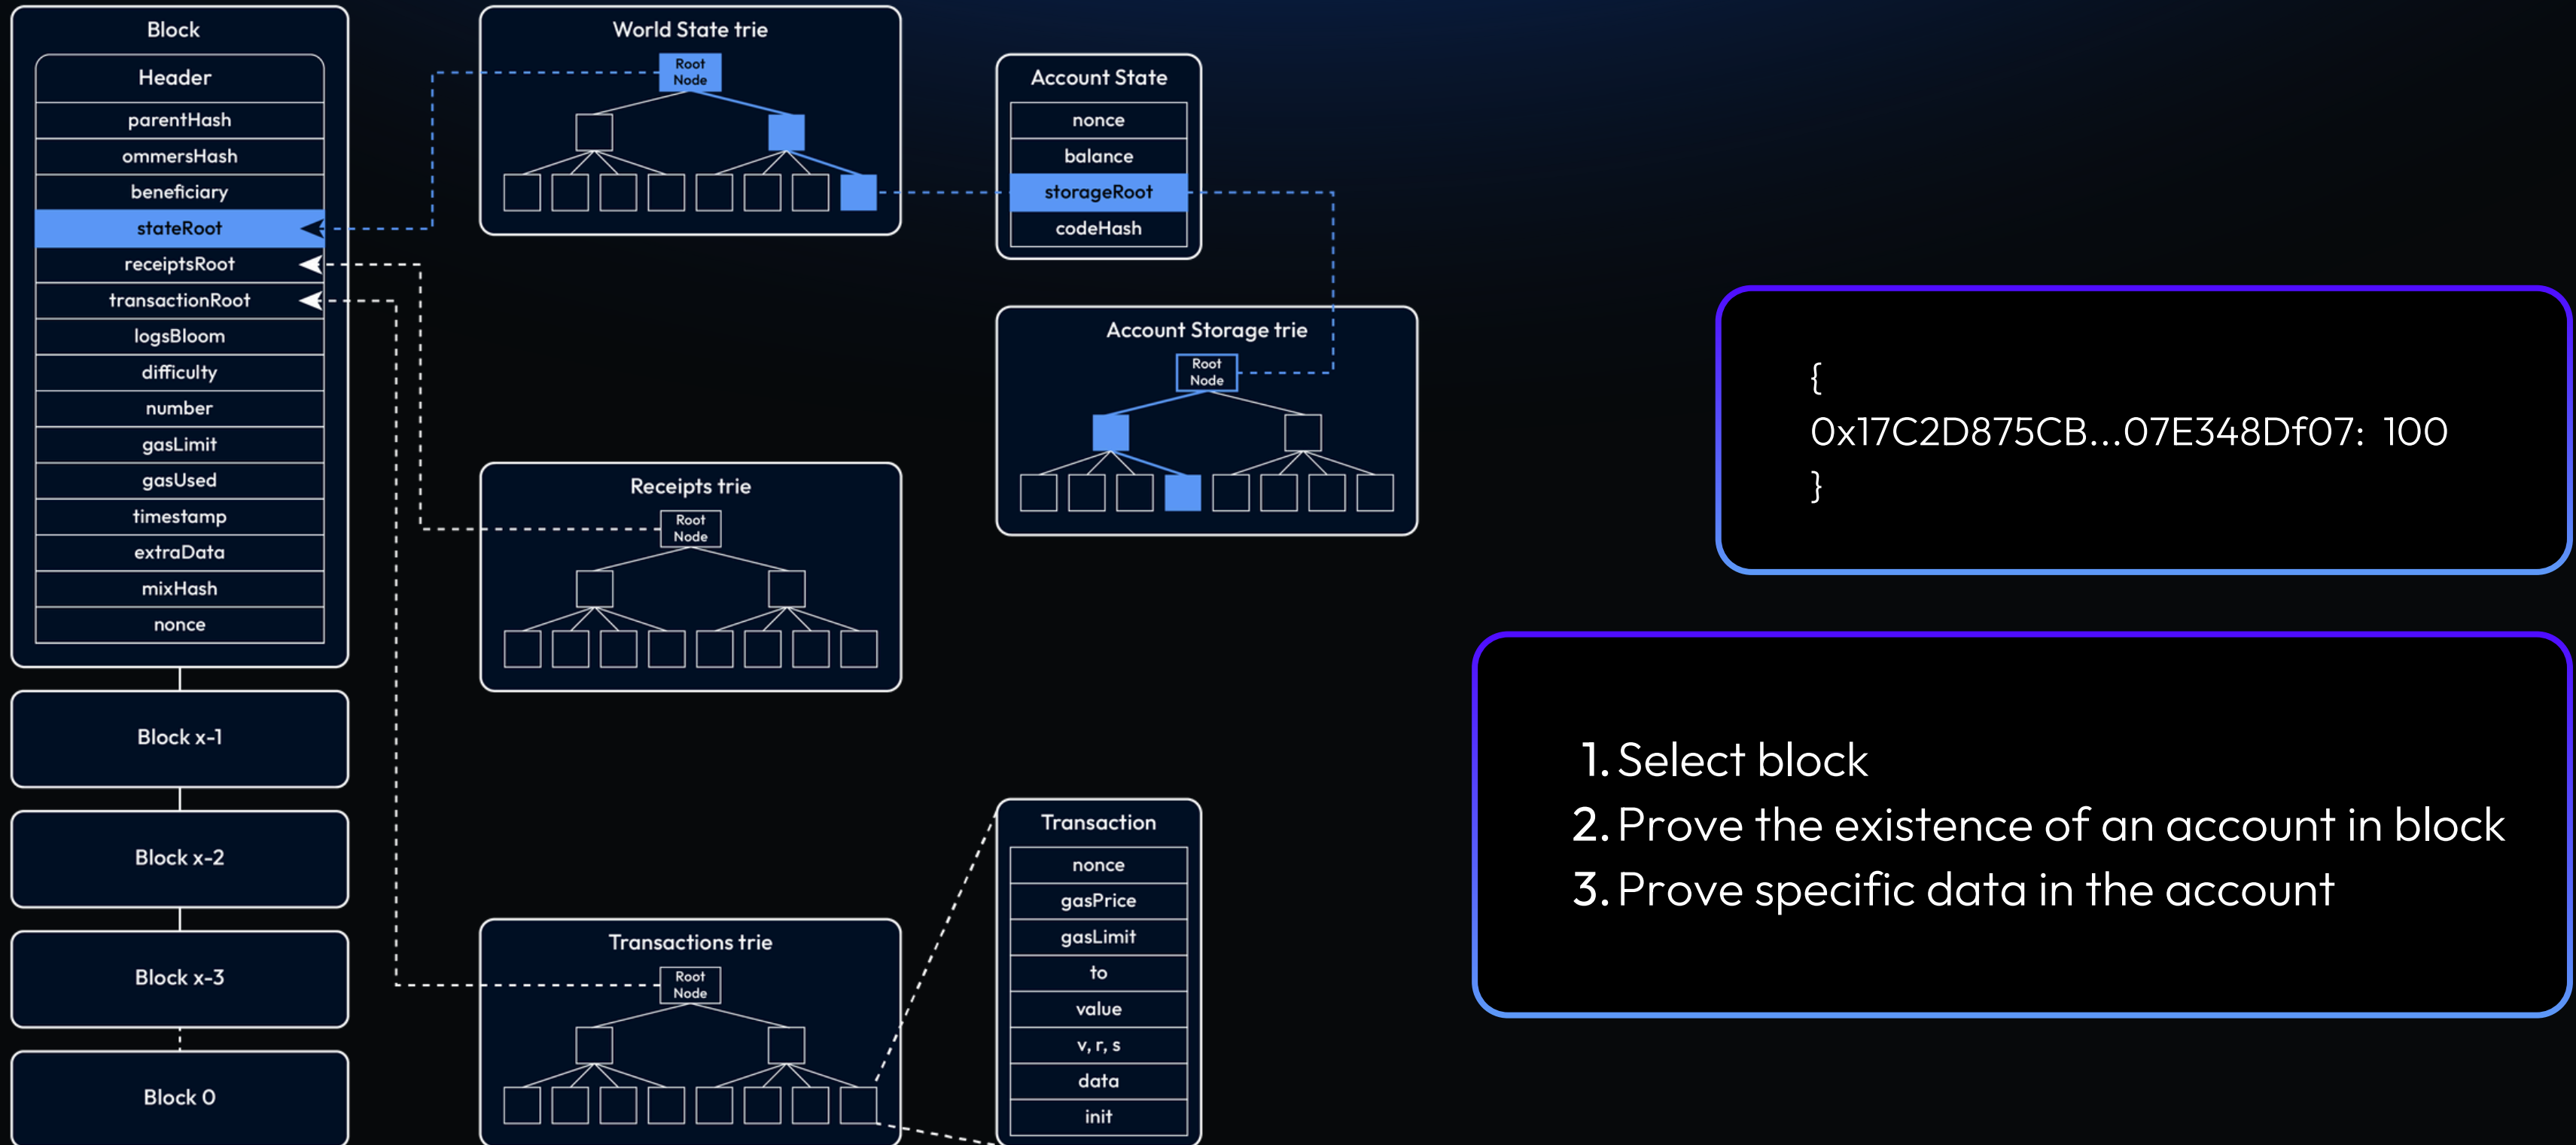 Block
Header
parentHash
ommersHash
beneficiary
stateRoot
receiptsRoot
transactionRoot
logsBloom
difficulty
number
gasLimit
gasUsed
timestamp
extraData
mixHash
nonce
Block x-1
Block x-2
Block x-3
Block 0
World State trie
Root
Node
Receipts trie
Root
Node
Transactions trie
Root
Node
Account State
nonce
balance
storageRoot
codeHash
Account Storage trie
Root
Node
Transaction
nonce
gasPrice
gasLimit
to
value
v, r, s
data
init
{
0x17C2D875CB...07E348Df07: 100
}
1. Select block
2. Prove the existence of an account in block
3. Prove specific data in the account